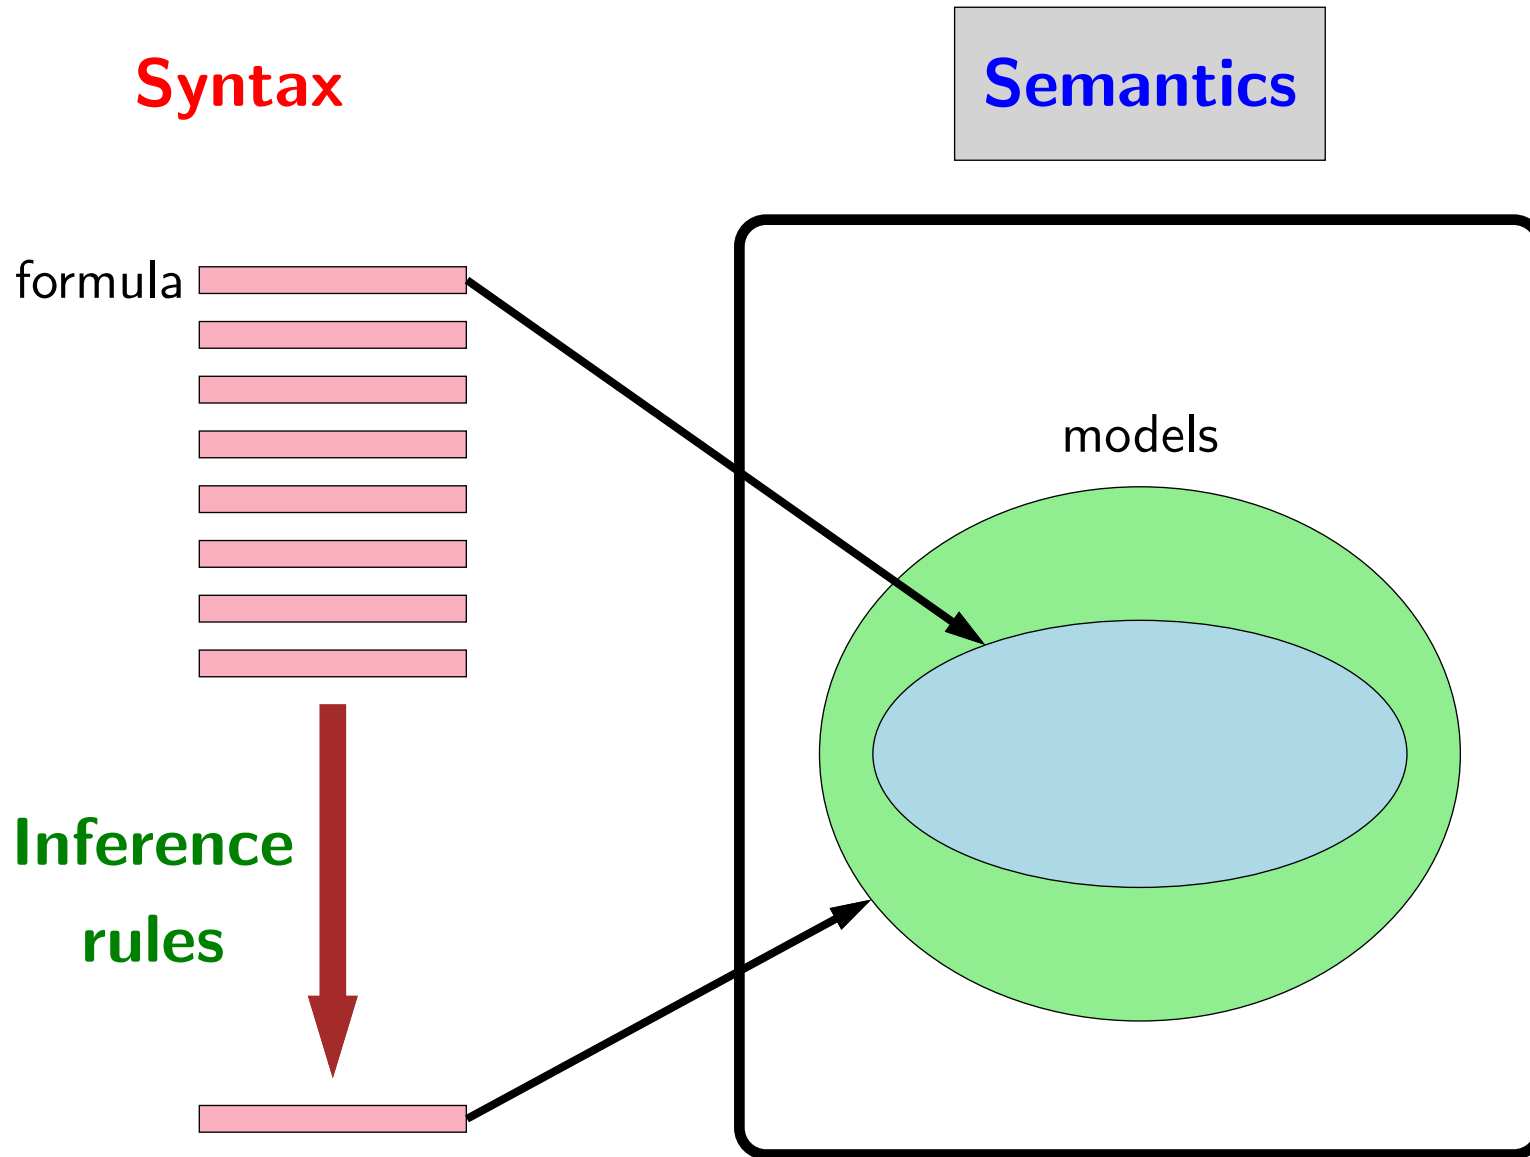 Syntax
Semantics
formula
models
Inference
rules